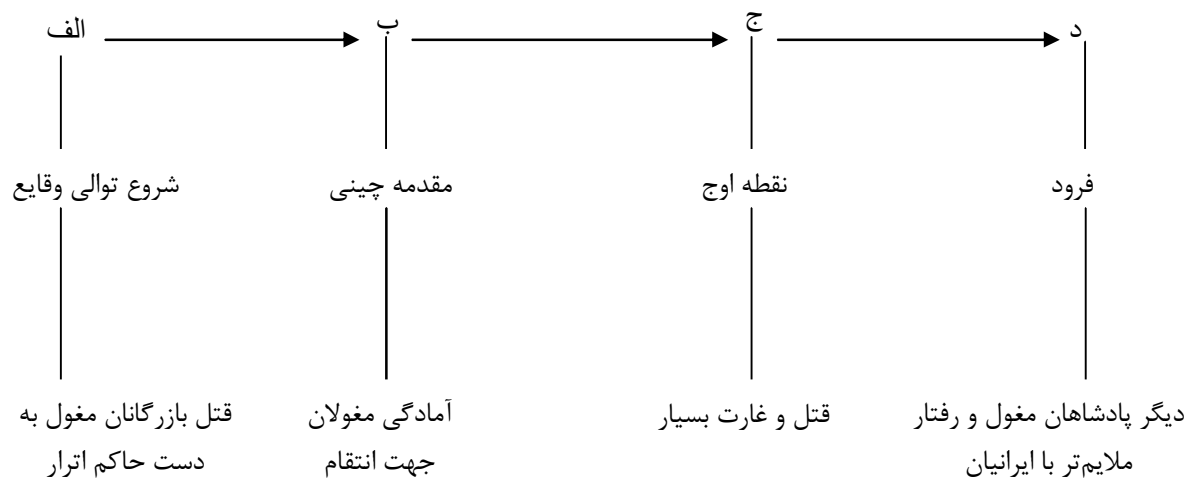 الف
ب
ج
د
شروع توالی وقایع
مقدمه چینی
نقطه اوج
فرود
قتل بازرگانان مغول به
دست حاکم اترار
آمادگی مغولان
جهت انتقام
قتل و غارت بسیار
دیگر پادشاهان مغول و رفتار
ملایم‌تر با ایرانیان